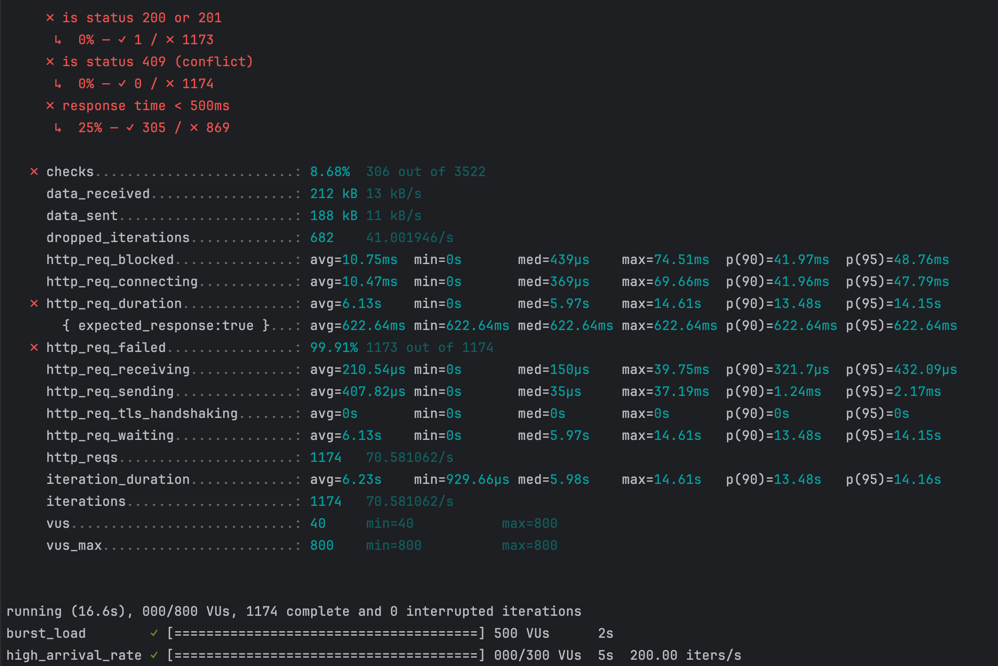 ✗ is status 200 or 201
↳ 0% — ✓ 1 / ✗ 1173
✗ is status 409 (conflict)
↳ 0% — ✓ 0 / ✗ 1174
✗ response time < 500ms
↳ 25% — ✓ 305 / ✗ 869
✗ checks.........................: 8.68% 306 out of 3522
data_received..................: 212 kB 13 kB/s
data_sent......................: 188 kB 11 kB/s
dropped_iterations.............: 682 41.001946/s
http_req_blocked...............: avg=10.75ms min=0s med=439µs max=74.51ms p(90)=41.97ms p(95)=48.76ms
http_req_connecting............: avg=10.47ms min=0s med=369µs max=69.66ms p(90)=41.96ms p(95)=47.79ms
✗ http_req_duration..............: avg=6.13s min=0s med=5.97s max=14.61s p(90)=13.48s p(95)=14.15s
{ expected_response:true }...: avg=622.64ms min=622.64ms med=622.64ms max=622.64ms p(90)=622.64ms p(95)=622.64ms
✗ http_req_failed................: 99.91% 1173 out of 1174
http_req_receiving.............: avg=210.54µs min=0s med=150µs max=39.75ms p(90)=321.7µs p(95)=432.09µs
http_req_sending...............: avg=407.82µs min=0s med=35µs max=37.19ms p(90)=1.24ms p(95)=2.17ms
http_req_tls_handshaking.......: avg=0s min=0s med=0s max=0s p(90)=0s p(95)=0s
http_req_waiting...............: avg=6.13s min=0s med=5.97s max=14.61s p(90)=13.48s p(95)=14.15s
http_reqs......................: 1174 70.581062/s
iteration_duration.............: avg=6.23s min=929.66µs med=5.98s max=14.61s p(90)=13.48s p(95)=14.16s
iterations.....................: 1174 70.581062/s
vus............................: 40 min=40 max=800
vus_max........................: 800 min=800 max=800
running (16.6s), 000/800 VUs, 1174 complete and 0 interrupted iterations
burst_load ✓ [======================================] 500 VUs 2s
high_arrival_rate ✓ [======================================] 000/300 VUs 5s 200.00 iters/s